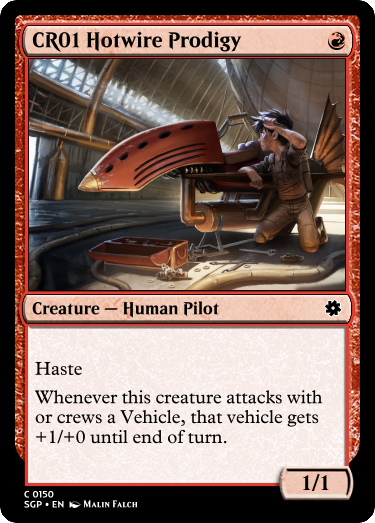 CR01 Hotwire Prodigy
Creature — Human Pilot
Haste
Whenever this creature attacks with
or crews a Vehicle, that vehicle gets
+1/+0 until end of turn.
1/1
C 0150
SGP • EN Malin Falch